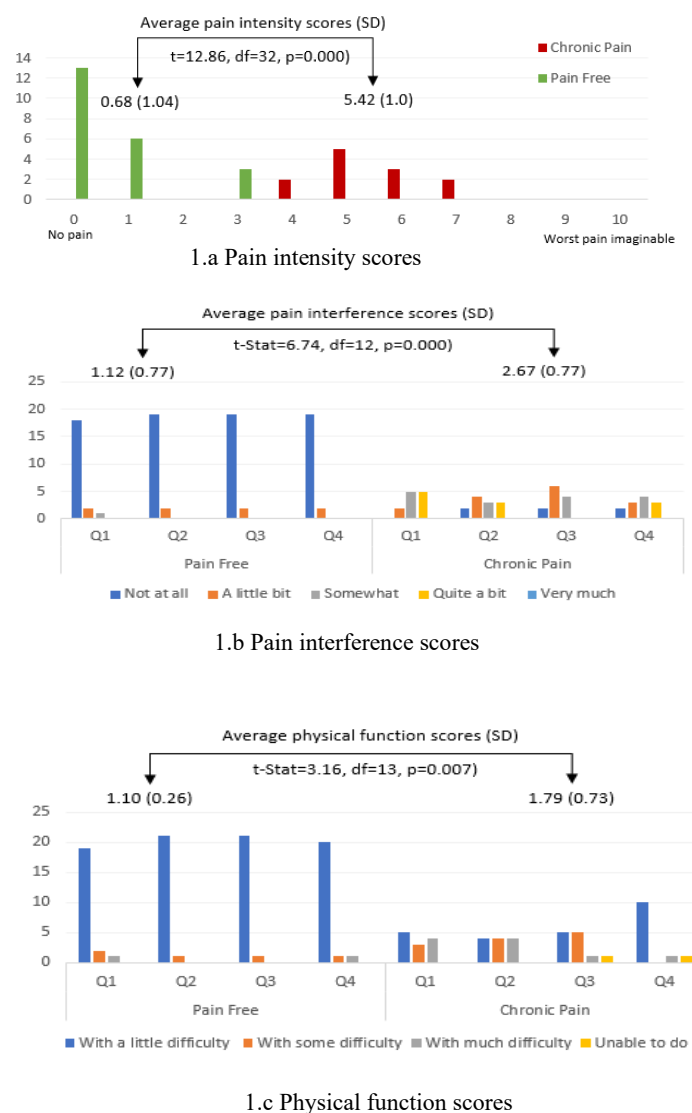 Average pain intensity scores (SD)
t=12.86, df=32, p=0.000)
Chronic Pain
Pain Free
0.68 (1.04)
5.42 (1.0)
14
12
10
8
6
4
2
0
0 1 2 3 4 5 6 7 8 9 10
No pain
Worst pain imaginable
1.a Pain intensity scores
Average pain interference scores (SD)
t-Stat=6.74, df=12, p=0.000)
1.12 (0.77)
2.67 (0.77)
25
20
15
10
5
0
Q1 Q2 Q3 Q4 Q1 Q2 Q3 Q4
Pain Free Chronic Pain
Not at all A little bit Somewhat Quite a bit Very much
1.b Pain interference scores
Average physical function scores (SD)
t-Stat=3.16, df=13, p=0.007)
1.10 (0.26)
1.79 (0.73)
25
20
15
10
5
0
Q1 Q2 Q3 Q4 Q1 Q2 Q3 Q4
Pain Free Chronic Pain
With a little difficulty With some difficulty With much difficulty Unable to do
1.c Physical function scores